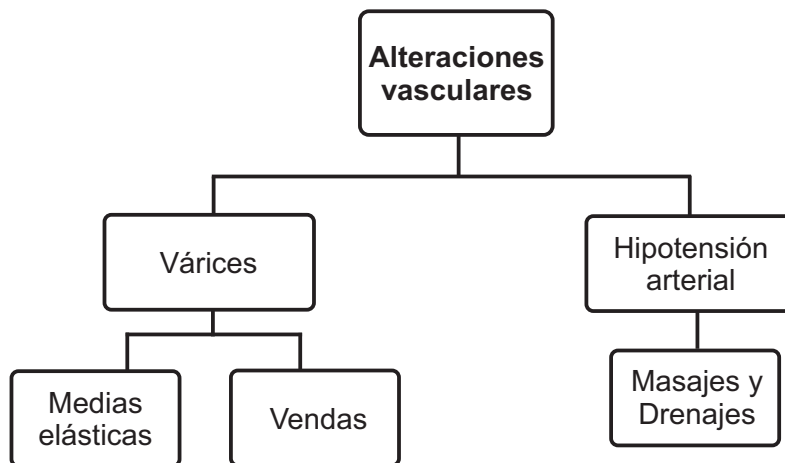 Alteraciones
vasculares
Várices
Hipotensión
arterial
Medias
elásticas
Vendas
Masajes y
Drenajes